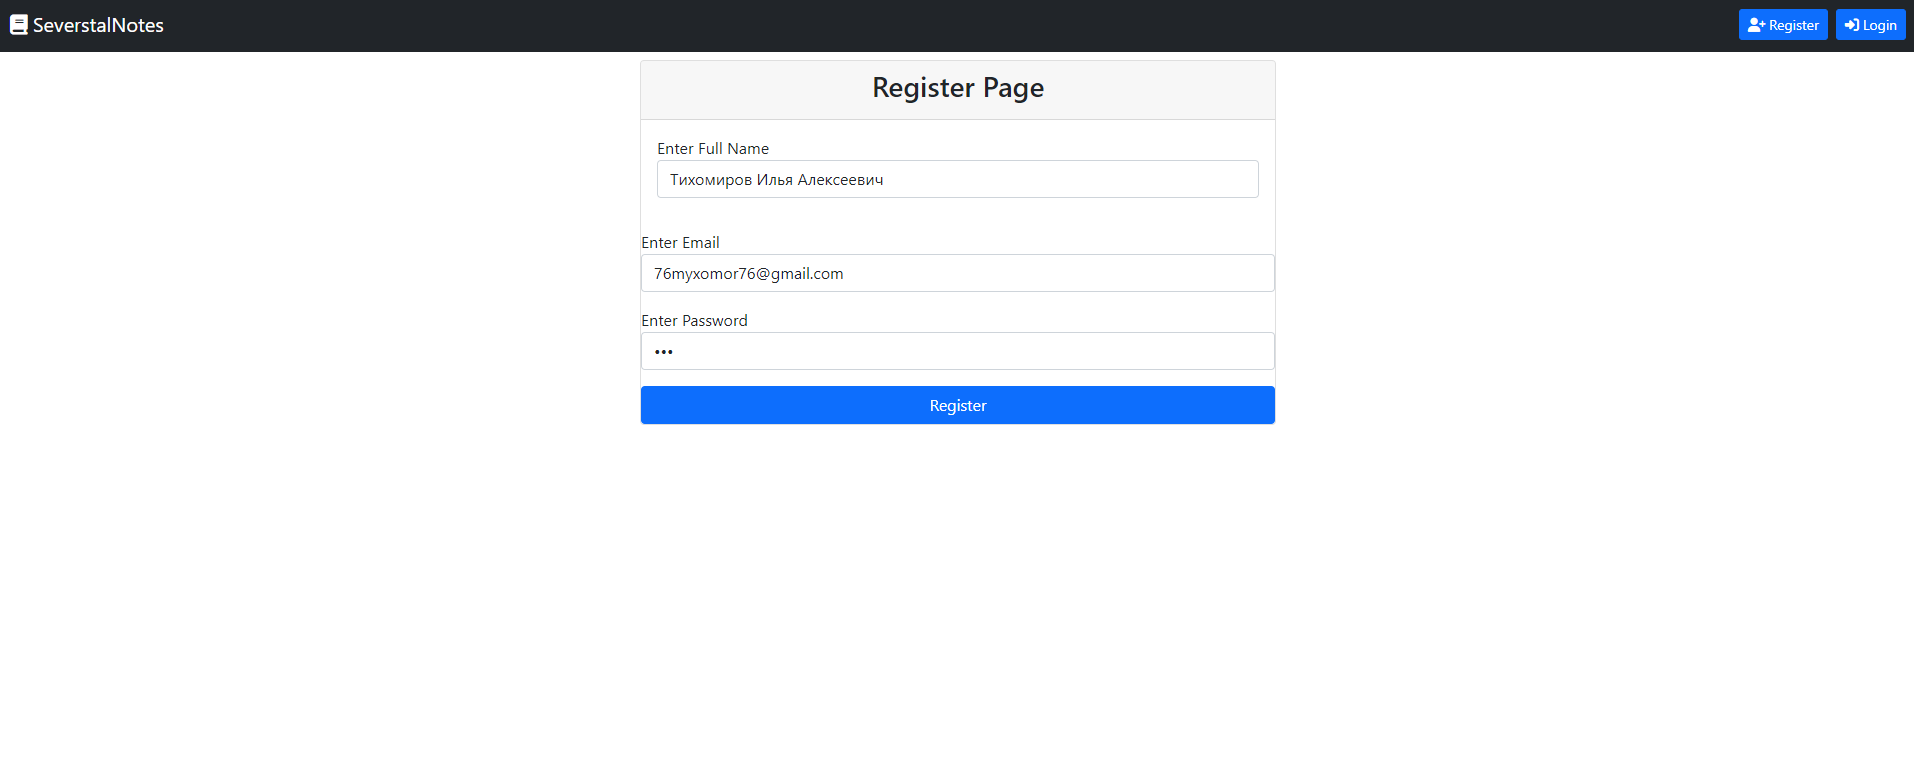 SeverstalNotes
Register
Login
Register Page
Enter Full Name
Тихомиров Илья Алексеевич
Enter Email
76myxomor76@gmail.com
Enter Password
•••
Register